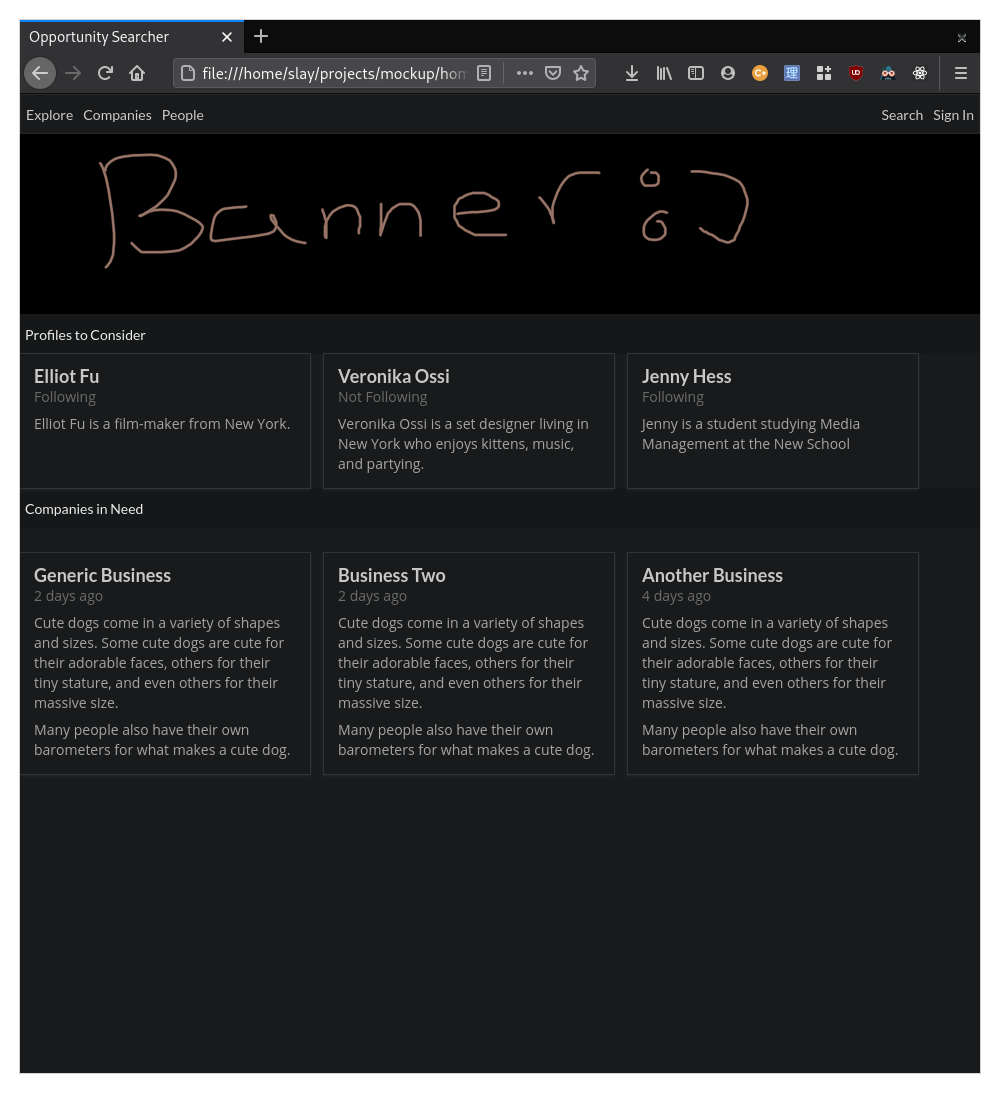 Opportunity Searcher
file:///home/slay/projects/mockup/hom
Explore Companies People Search Sign In
Banner :)
Profiles to Consider
Elliot Fu
Following
Elliot Fu is a film-maker from New York.
Veronika Ossi
Not Following
Veronika Ossi is a set designer living in
New York who enjoys kittens, music,
and partying.
Jenny Hess
Following
Jenny is a student studying Media
Management at the New School
Companies in Need
Generic Business
2 days ago
Cute dogs come in a variety of shapes
and sizes. Some cute dogs are cute for
their adorable faces, others for their
tiny stature, and even others for their
massive size.
Many people also have their own
barometers for what makes a cute dog.
Business Two
2 days ago
Cute dogs come in a variety of shapes
and sizes. Some cute dogs are cute for
their adorable faces, others for their
tiny stature, and even others for their
massive size.
Many people also have their own
barometers for what makes a cute dog.
Another Business
4 days ago
Cute dogs come in a variety of shapes
and sizes. Some cute dogs are cute for
their adorable faces, others for their
tiny stature, and even others for their
massive size.
Many people also have their own
barometers for what makes a cute dog.